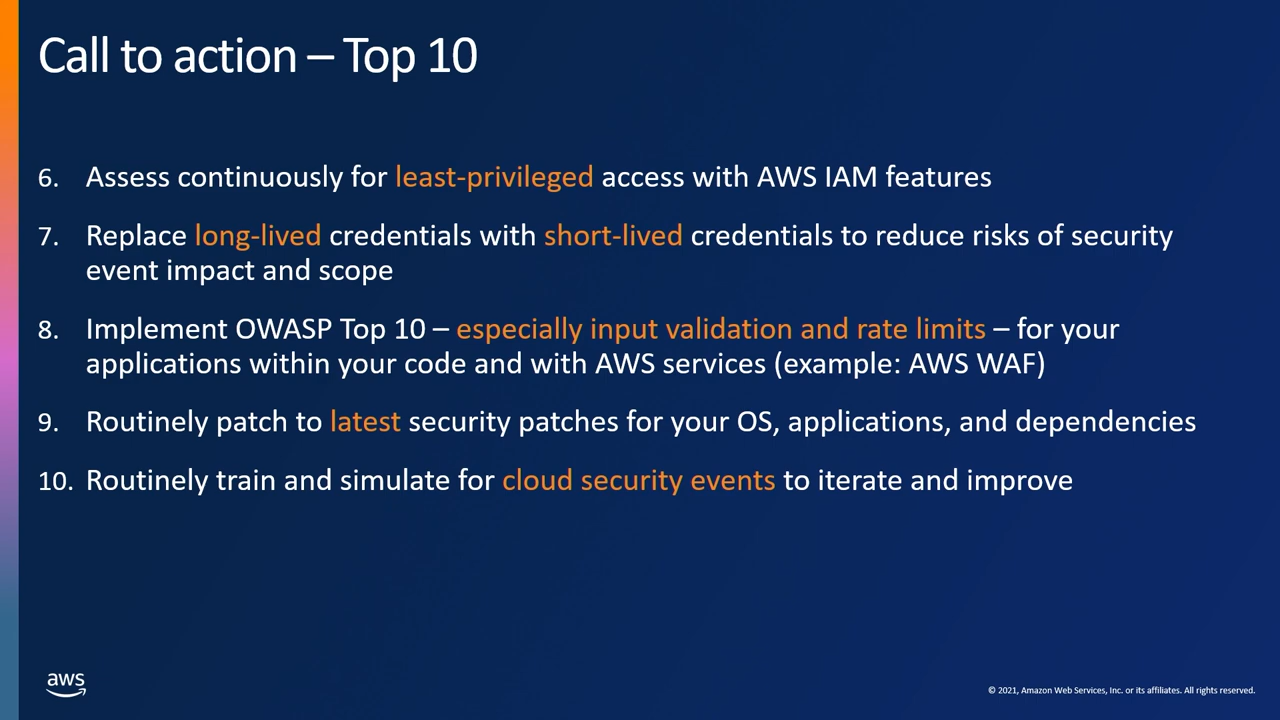 Call to action – Top 10
6. Assess continuously for least-privileged access with AWS IAM features
7. Replace long-lived credentials with short-lived credentials to reduce risks of security
event impact and scope
8. Implement OWASP Top 10 – especially input validation and rate limits – for your
applications within your code and with AWS services (example: AWS WAF)
9. Routinely patch to latest security patches for your OS, applications, and dependencies
10. Routinely train and simulate for cloud security events to iterate and improve
aws
© 2021, Amazon Web Services, Inc. or its affiliates. All rights reserved.